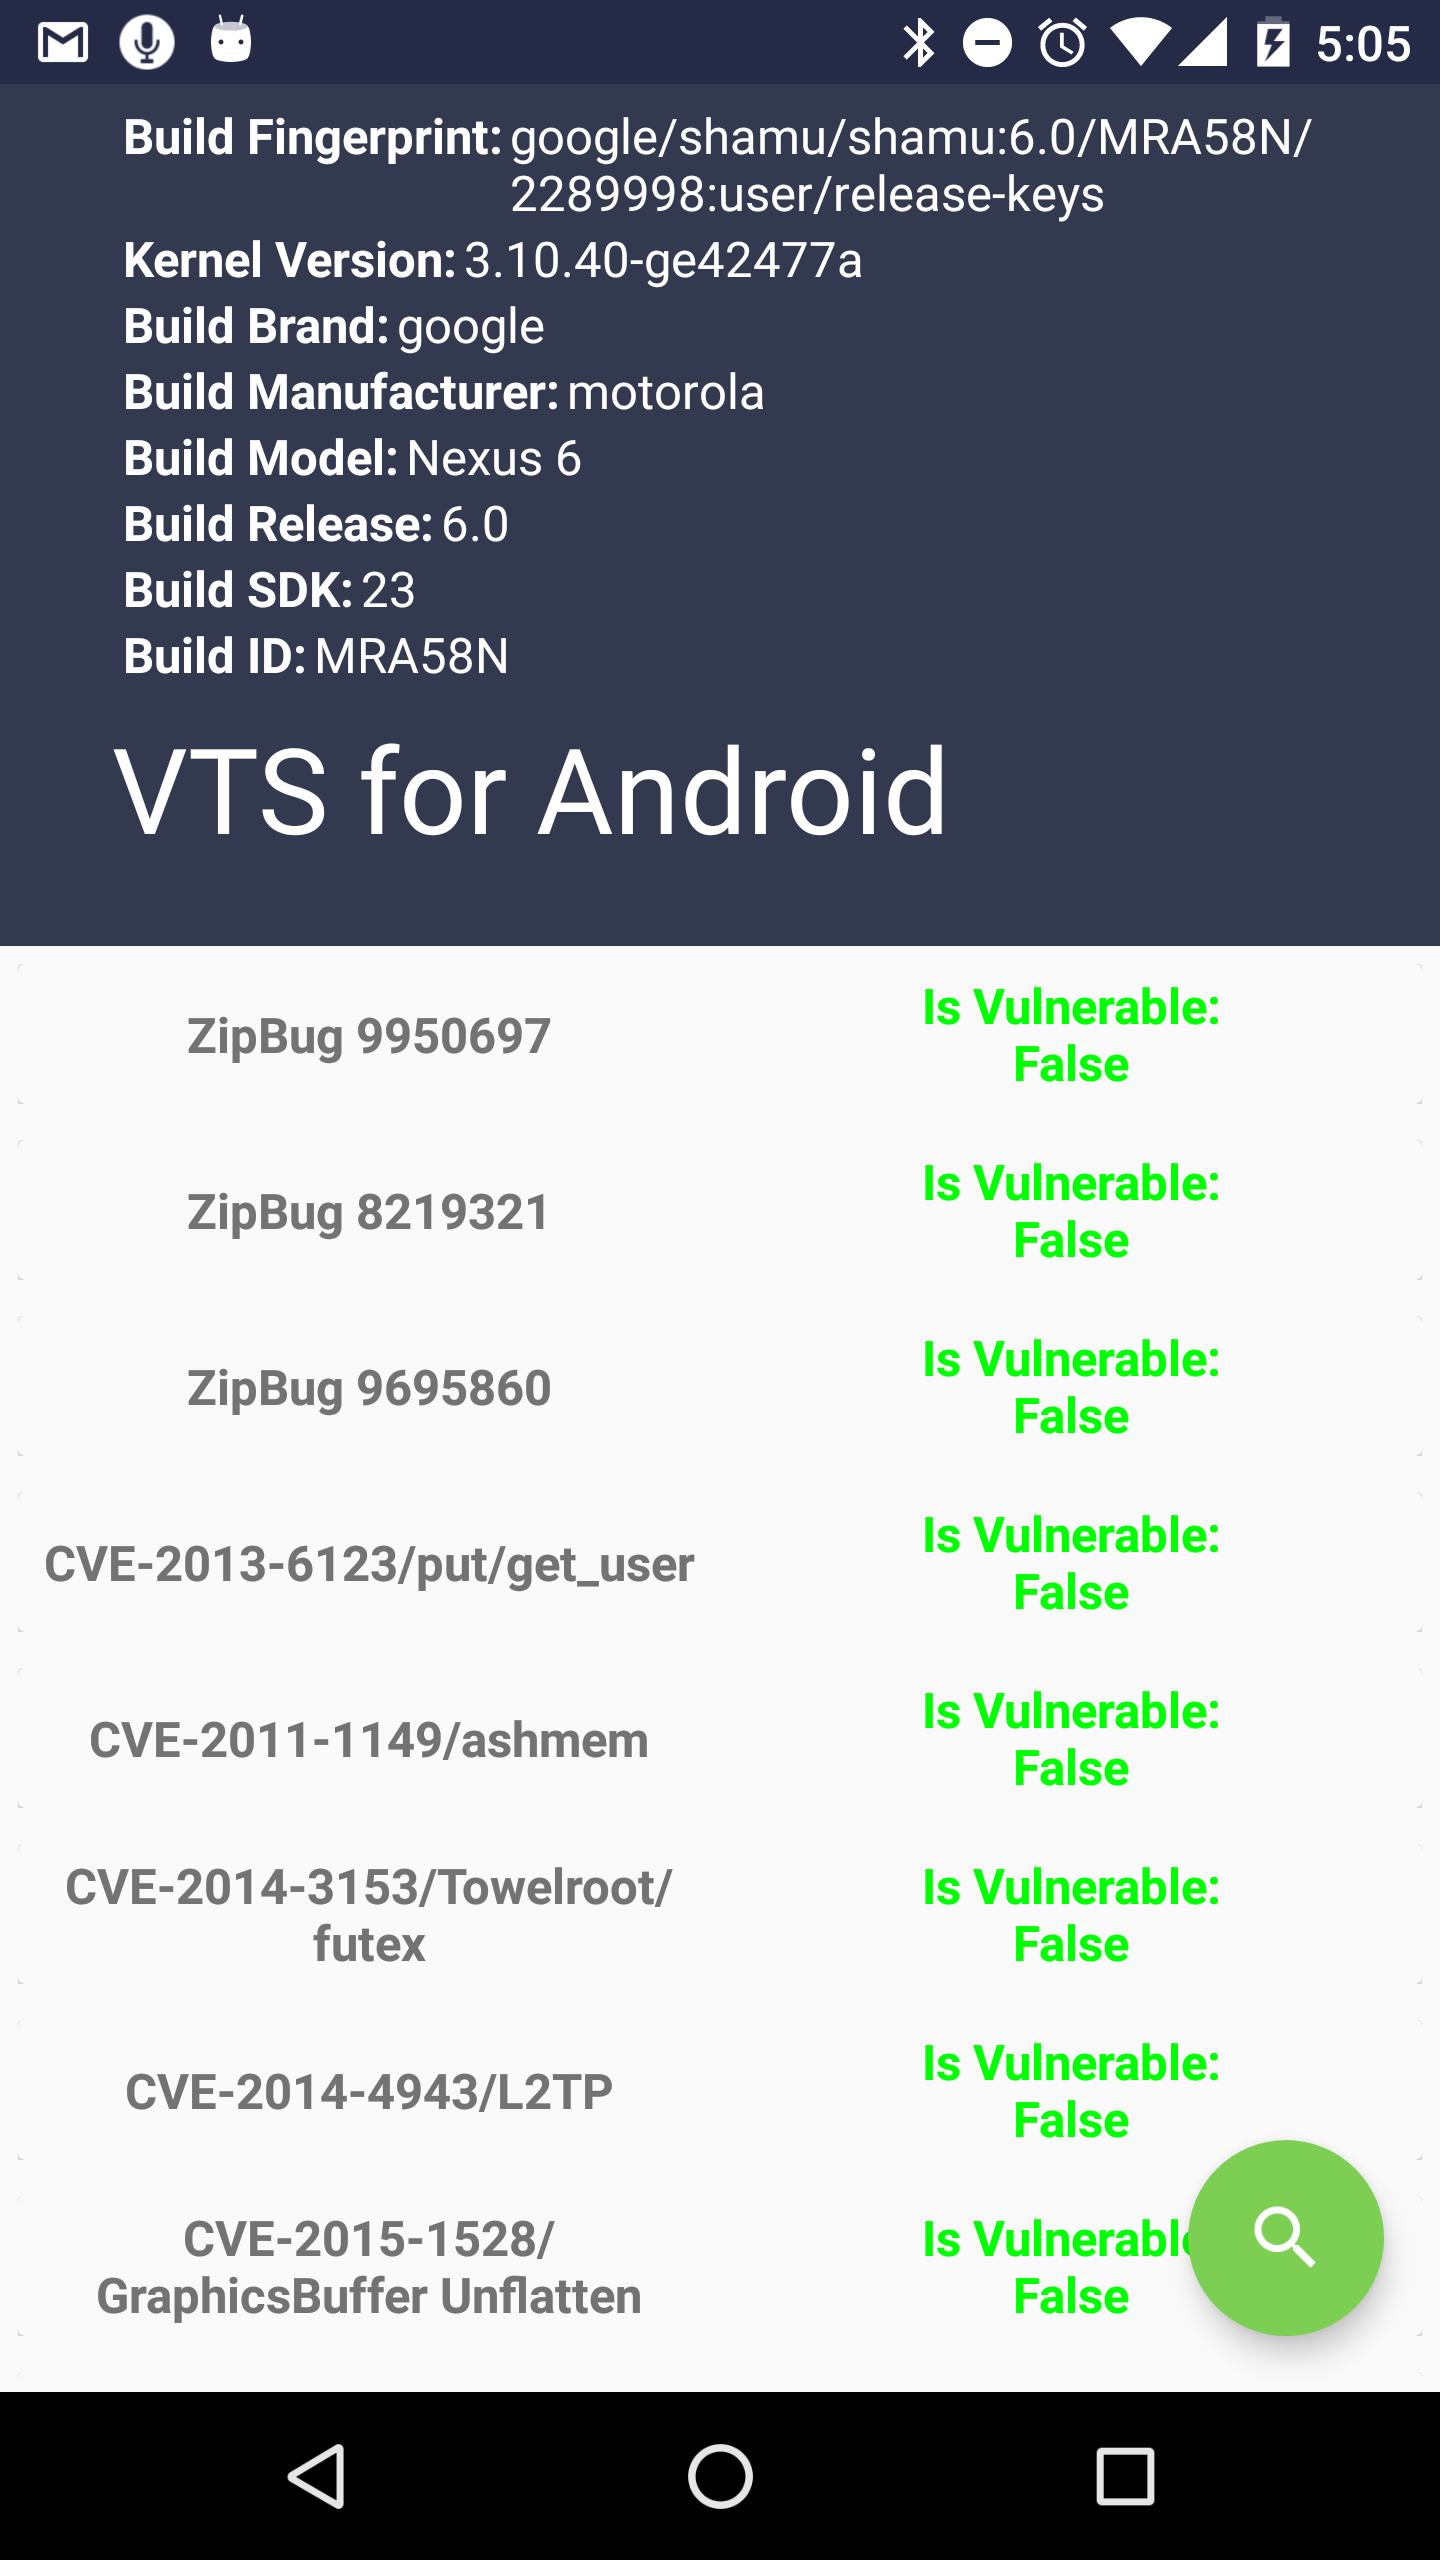 5:05
Build Fingerprint: google/shamu/shamu:6.0/MRA58N/
2289998:user/release-keys
Kernel Version: 3.10.40-ge42477a
Build Brand: google
Build Manufacturer: motorola
Build Model: Nexus 6
Build Release: 6.0
Build SDK: 23
Build ID: MRA58N
VTS for Android
ZipBug 9950697
Is Vulnerable:
False
ZipBug 8219321
Is Vulnerable:
False
ZipBug 9695860
Is Vulnerable:
False
CVE-2013-6123/put/get_user
Is Vulnerable:
False
CVE-2011-1149/ashmem
Is Vulnerable:
False
CVE-2014-3153/Towelroot/
futex
Is Vulnerable:
False
CVE-2014-4943/L2TP
Is Vulnerable:
False
CVE-2015-1528/
GraphicsBuffer Unflatten
Is Vulnerable
False